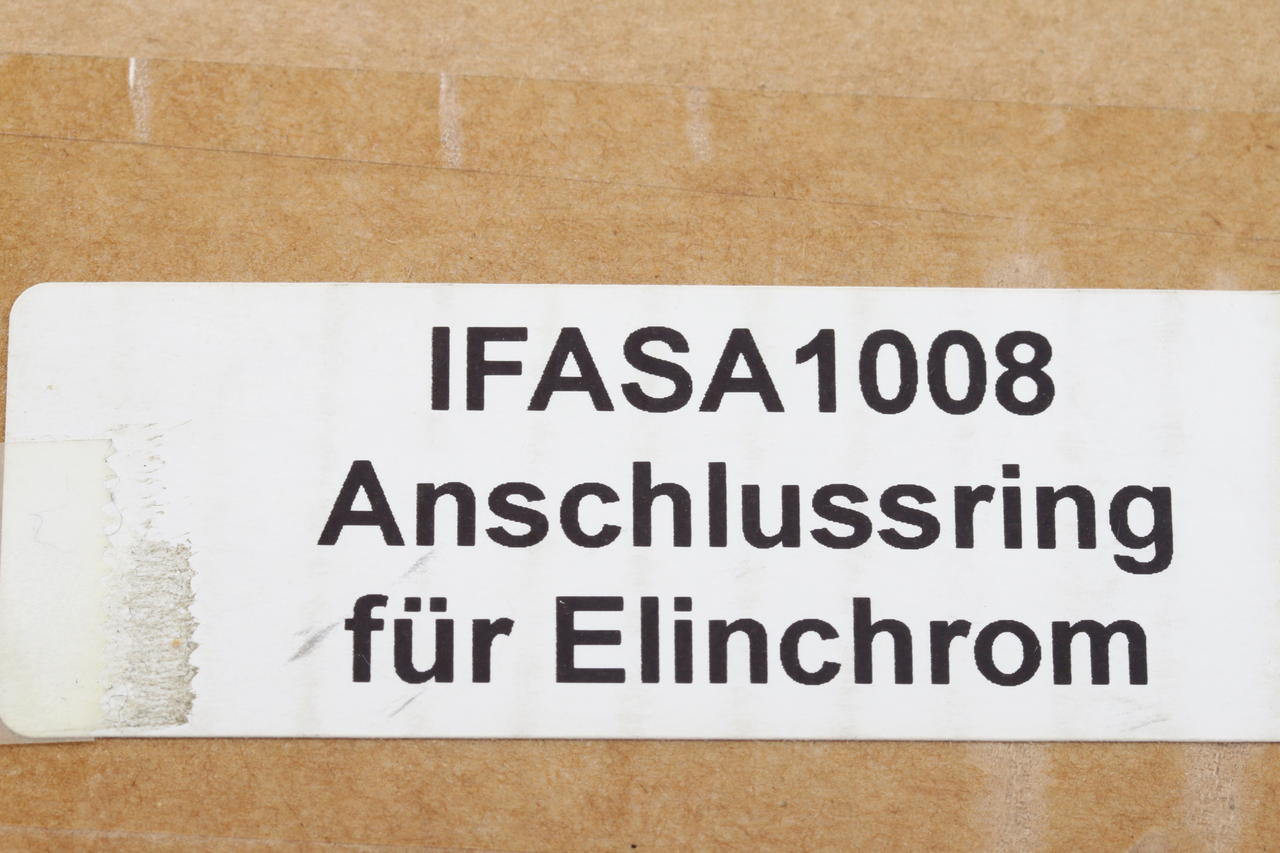 IFASA1008
Anschlussring
für Elinchrom